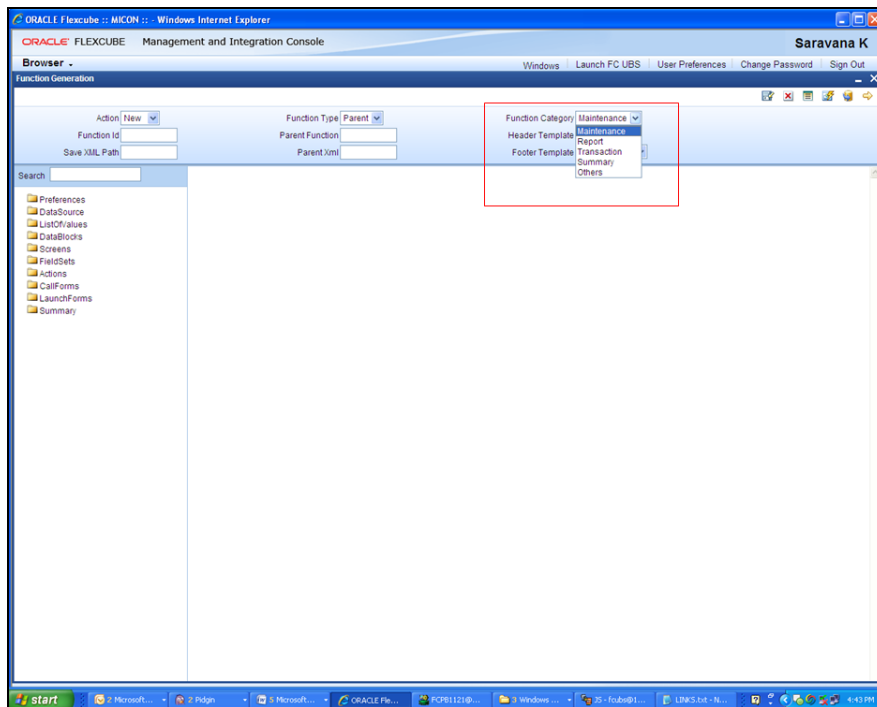 ORACLE Flexcube :: MICON :: - Windows Internet Explorer
ORACLE FLEXCUBE Management and Integration Console
Saravana K
Browser
Windows Launch FC UBS User Preferences Change Password Sign Out
Function Generation
Action New Function Type Parent Function Category Maintenance
Function Id Parent Function Header Template
Save XML Path Parent Xml Footer Template
Maintenance
Report
Transaction
Summary
Others
Search
Preferences
DataSource
ListOfValues
DataBlocks
Screens
FieldSets
Actions
CallForms
LaunchForms
Summary
start 2 Microsoft... 2 Pidgin 5 Microsoft... ORACLE Fle... FCPB1121@... 3 Windows ... JS - fcubs@1... LINKS.txt - N... 4:43 PM